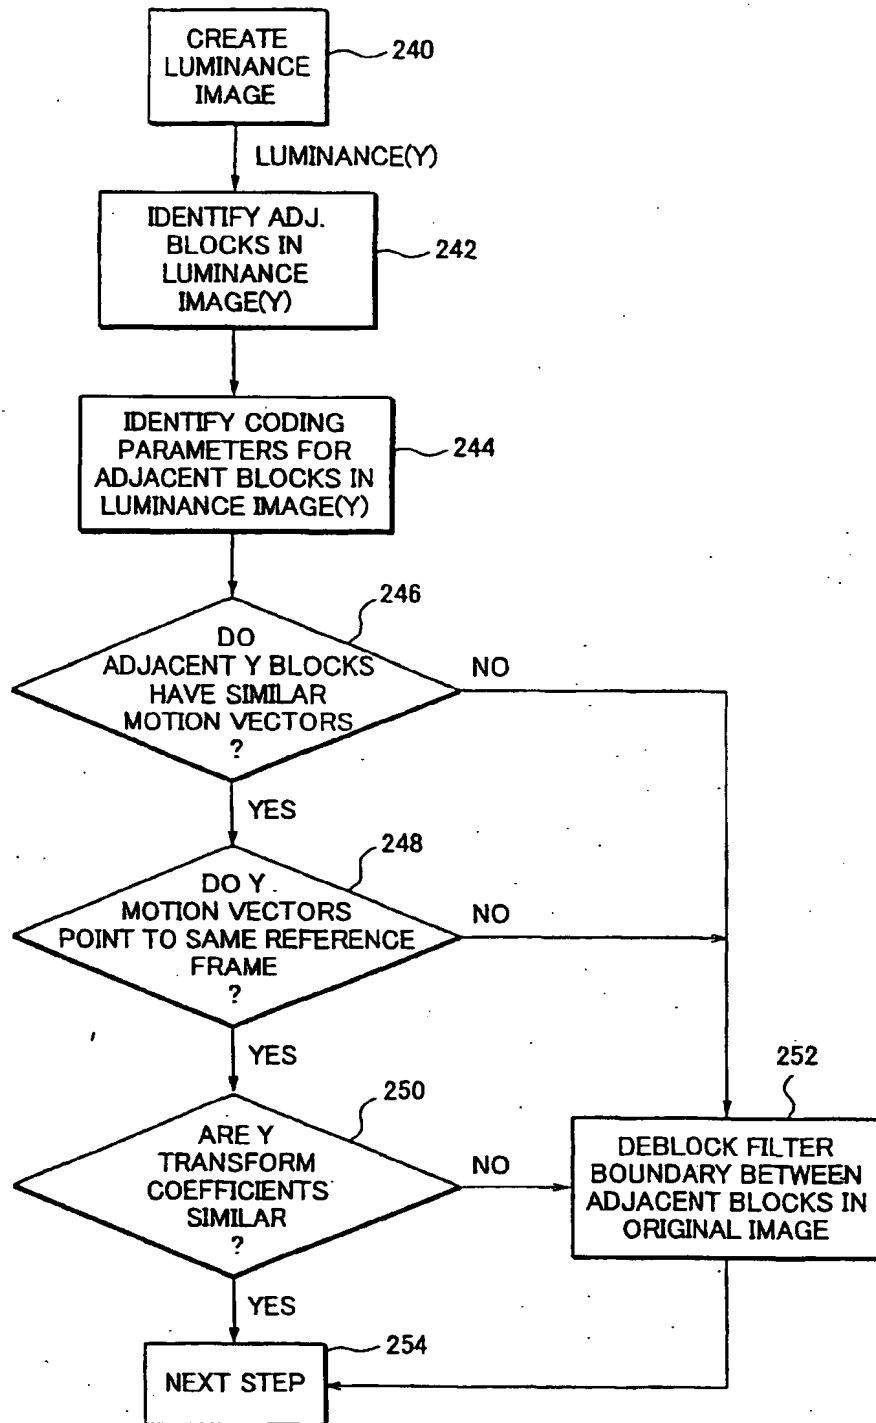 CREATE
LUMINANCE
IMAGE
240
LUMINANCE(Y)
IDENTIFY ADJ.
BLOCKS IN
LUMINANCE
IMAGE(Y)
242
IDENTIFY CODING
PARAMETERS FOR
ADJACENT BLOCKS IN
LUMINANCE IMAGE(Y)
244
246
DO
ADJACENT Y BLOCKS
HAVE SIMILAR
MOTION VECTORS
?
NO
YES
248
DO Y
MOTION VECTORS
POINT TO SAME REFERENCE
FRAME
?
NO
YES
250
ARE Y
TRANSFORM
COEFFICIENTS
SIMILAR
?
NO
YES
252
DEBLOCK FILTER
BOUNDARY BETWEEN
ADJACENT BLOCKS IN
ORIGINAL IMAGE
254
NEXT STEP